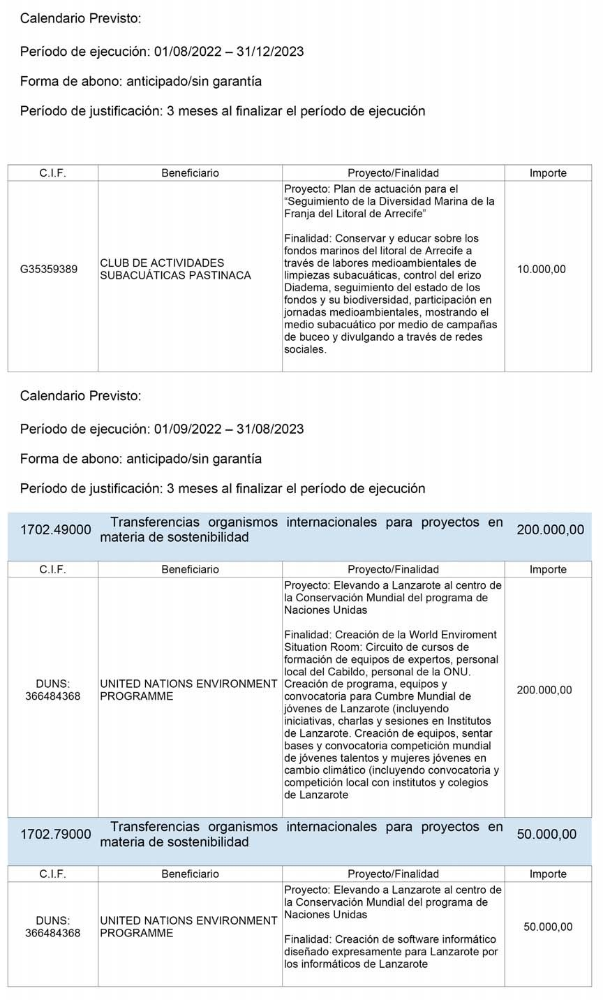 Calendario Previsto:
Período de ejecución: 01/08/2022 – 31/12/2023
Forma de abono: anticipado/sin garantía
Período de justificación: 3 meses al finalizar el período de ejecución
C.I.F. Beneficiario Proyecto/Finalidad Importe
Proyecto: Plan de actuación para el
“Seguimiento de la Diversidad Marina de la
Franja del Litoral de Arrecife”
Finalidad: Conservar y educar sobre los
fondos marinos del litoral de Arrecife a
través de labores medioambientales de
limpiezas subacuáticas, control del erizo
Diadema, seguimiento del estado de los
fondos y su biodiversidad, participación en
jornadas medioambientales, mostrando el
medio subacuático por medio de campañas
de buceo y divulgando a través de redes
sociales.
G35359389
CLUB DE ACTIVIDADES
SUBACUÁTICAS PASTINACA
10.000,00
Calendario Previsto:
Período de ejecución: 01/09/2022 – 31/08/2023
Forma de abono: anticipado/sin garantía
Período de justificación: 3 meses al finalizar el período de ejecución
1702.49000
Transferencias organismos internacionales para proyectos en
materia de sostenibilidad
200.000,00
C.I.F. Beneficiario Proyecto/Finalidad Importe
DUNS:
366484368
UNITED NATIONS ENVIRONMENT
PROGRAMME
Proyecto: Elevando a Lanzarote al centro de
la Conservación Mundial del programa de
Naciones Unidas
Finalidad: Creación de la World Enviroment
Situation Room: Circuito de cursos de
formación de equipos de expertos, personal
local del Cabildo, personal de la ONU.
Creación de programa, equipos y
convocatoria para Cumbre Mundial de
jóvenes de Lanzarote (incluyendo
iniciativas, charlas y sesiones en Institutos
de Lanzarote. Creación de equipos, sentar
bases y convocatoria competición mundial
de jóvenes talentos y mujeres jóvenes en
cambio climático (incluyendo convocatoria y
competición local con institutos y colegios
de Lanzarote
200.000,00
1702.79000
Transferencias organismos internacionales para proyectos en
materia de sostenibilidad
50.000,00
C.I.F. Beneficiario Proyecto/Finalidad Importe
DUNS:
366484368
UNITED NATIONS ENVIRONMENT
PROGRAMME
Proyecto: Elevando a Lanzarote al centro de
la Conservación Mundial del programa de
Naciones Unidas
Finalidad: Creación de software informático
diseñado expresamente para Lanzarote por
los informáticos de Lanzarote
50.000,00